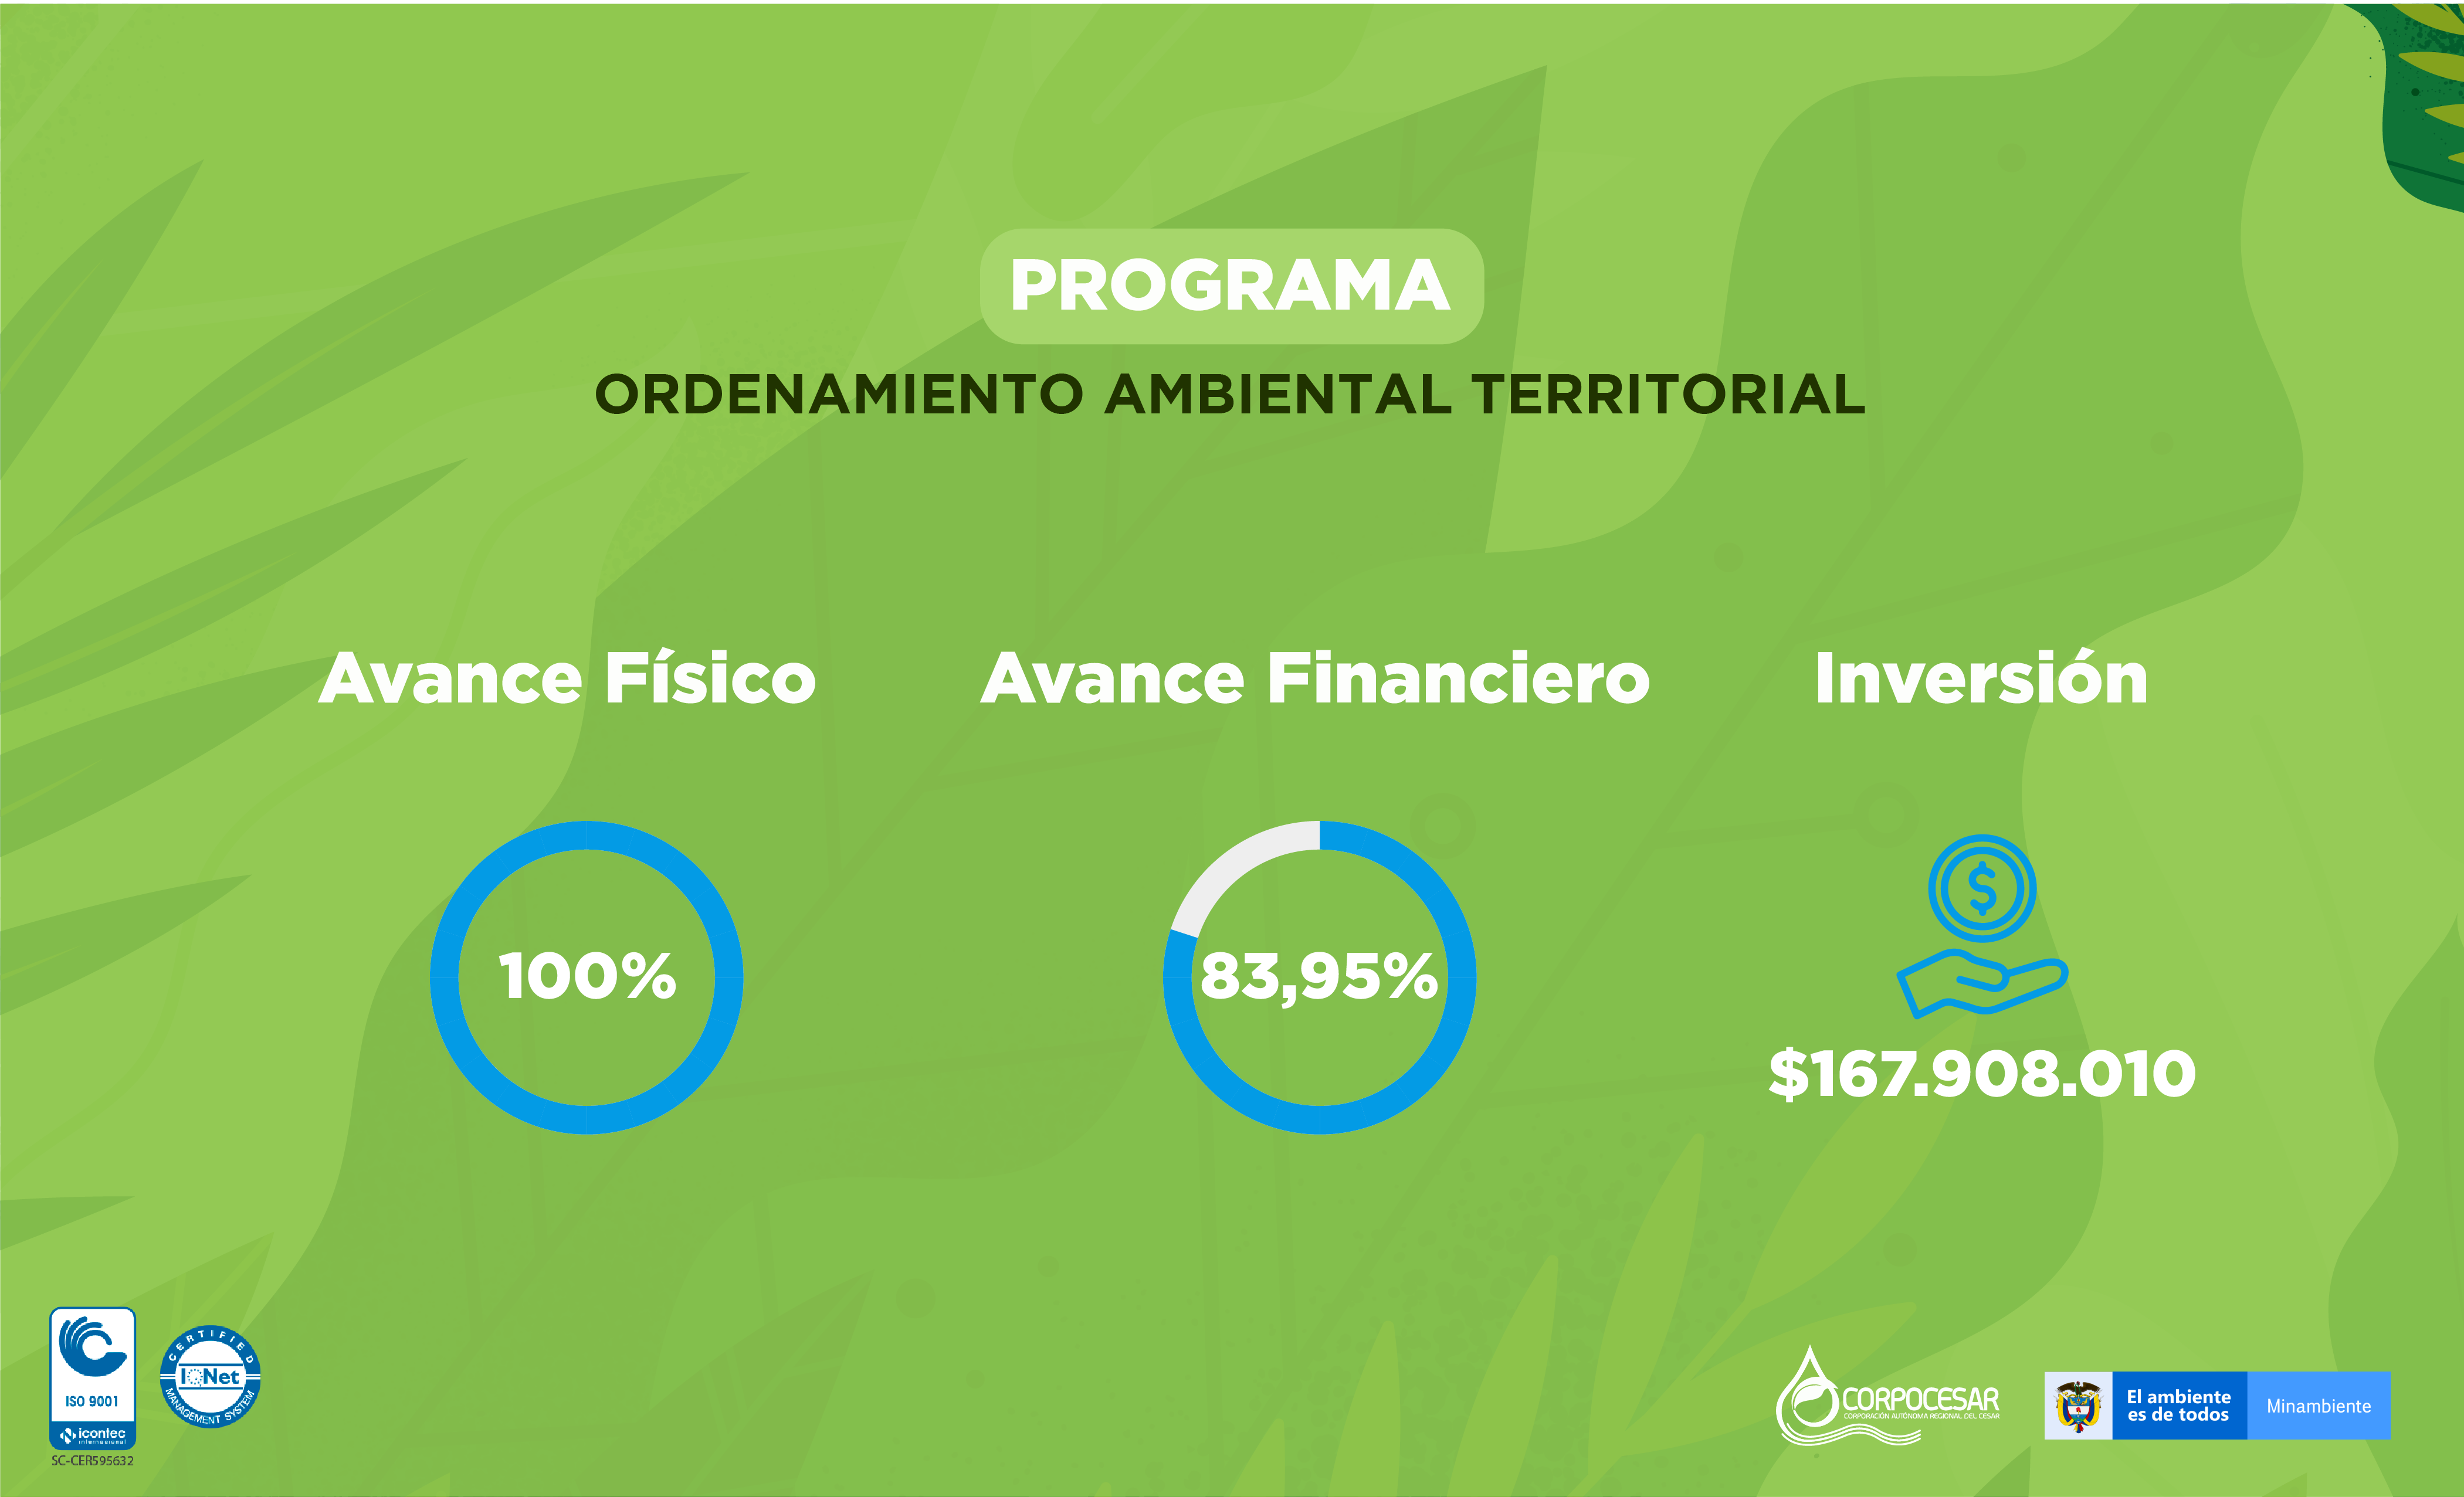 PROGRAMA
ORDENAMIENTO AMBIENTAL TERRITORIAL
Avance Físico
Avance Financiero
Inversión
100%
83,95%
$
$167.908.010
ISO 9001
icontec
internacional
SC-CER595632
CERTIFIED
IQNet
MANAGEMENT SYSTEM
CORPOCESAR
CORPORACIÓN AUTÓNOMA REGIONAL DEL CESAR
El ambiente
es de todos
Minambiente